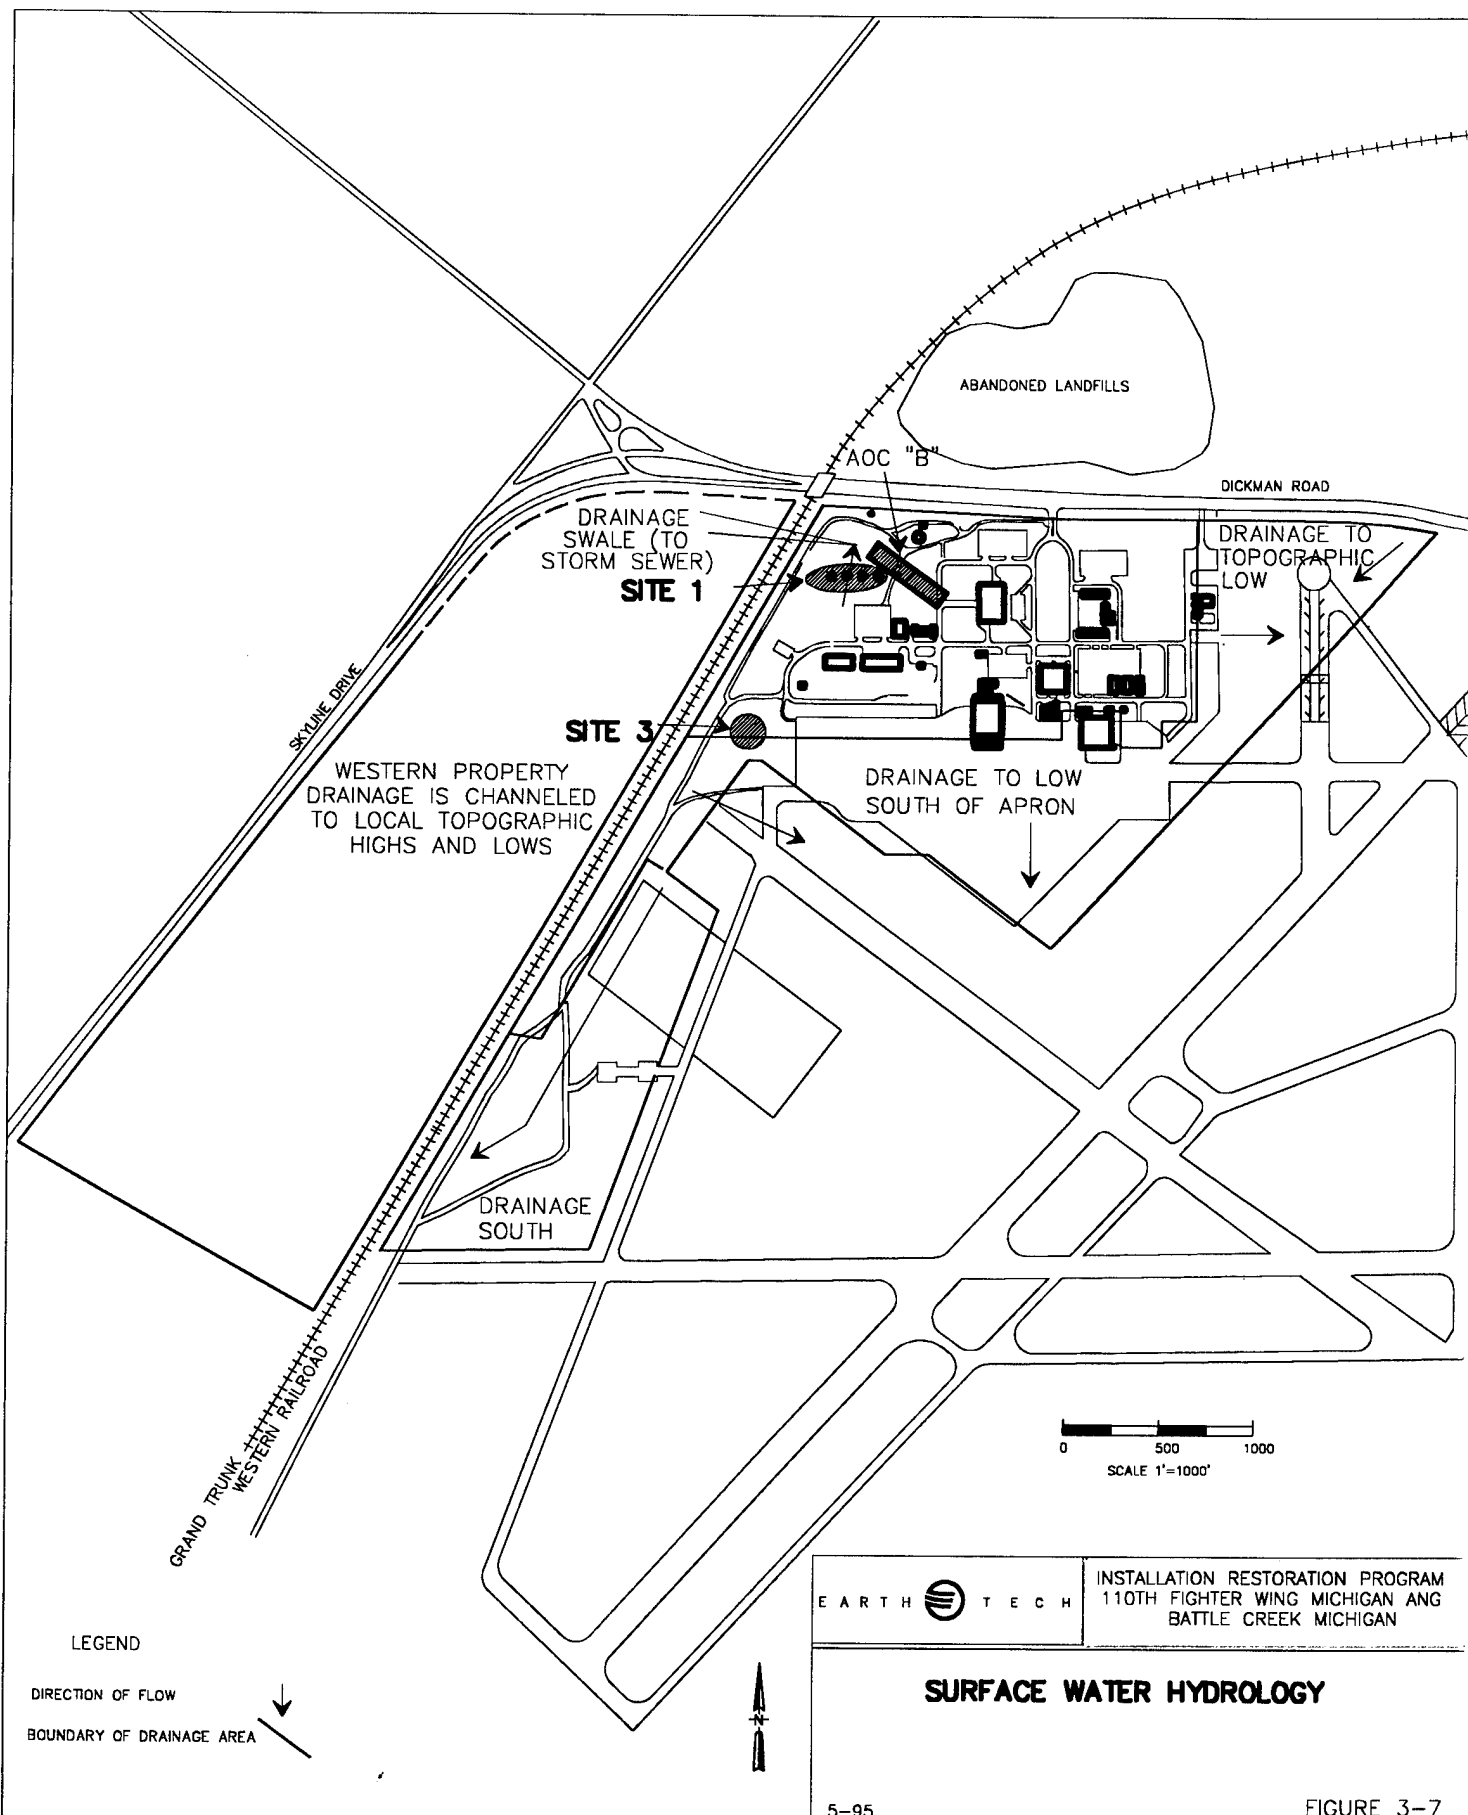 ABANDONED LANDFILLS
AOC "B"
DICKMAN ROAD
DRAINAGE
SWALE (TO
STORM SEWER)
SITE 1
DRAINAGE TO
TOPOGRAPHIC
LOW
SKYLINE DRIVE
SITE 3
WESTERN PROPERTY
DRAINAGE IS CHANNELED
TO LOCAL TOPOGRAPHIC
HIGHS AND LOWS
DRAINAGE TO LOW
SOUTH OF APRON
DRAINAGE
SOUTH
GRAND TRUNK
WESTERN RAILROAD
0 500 1000
SCALE 1"=1000'
EARTH TECH
INSTALLATION RESTORATION PROGRAM
110TH FIGHTER WING MICHIGAN ANG
BATTLE CREEK MICHIGAN
LEGEND
DIRECTION OF FLOW
BOUNDARY OF DRAINAGE AREA
N
SURFACE WATER HYDROLOGY
5-95
FIGURE 3-7